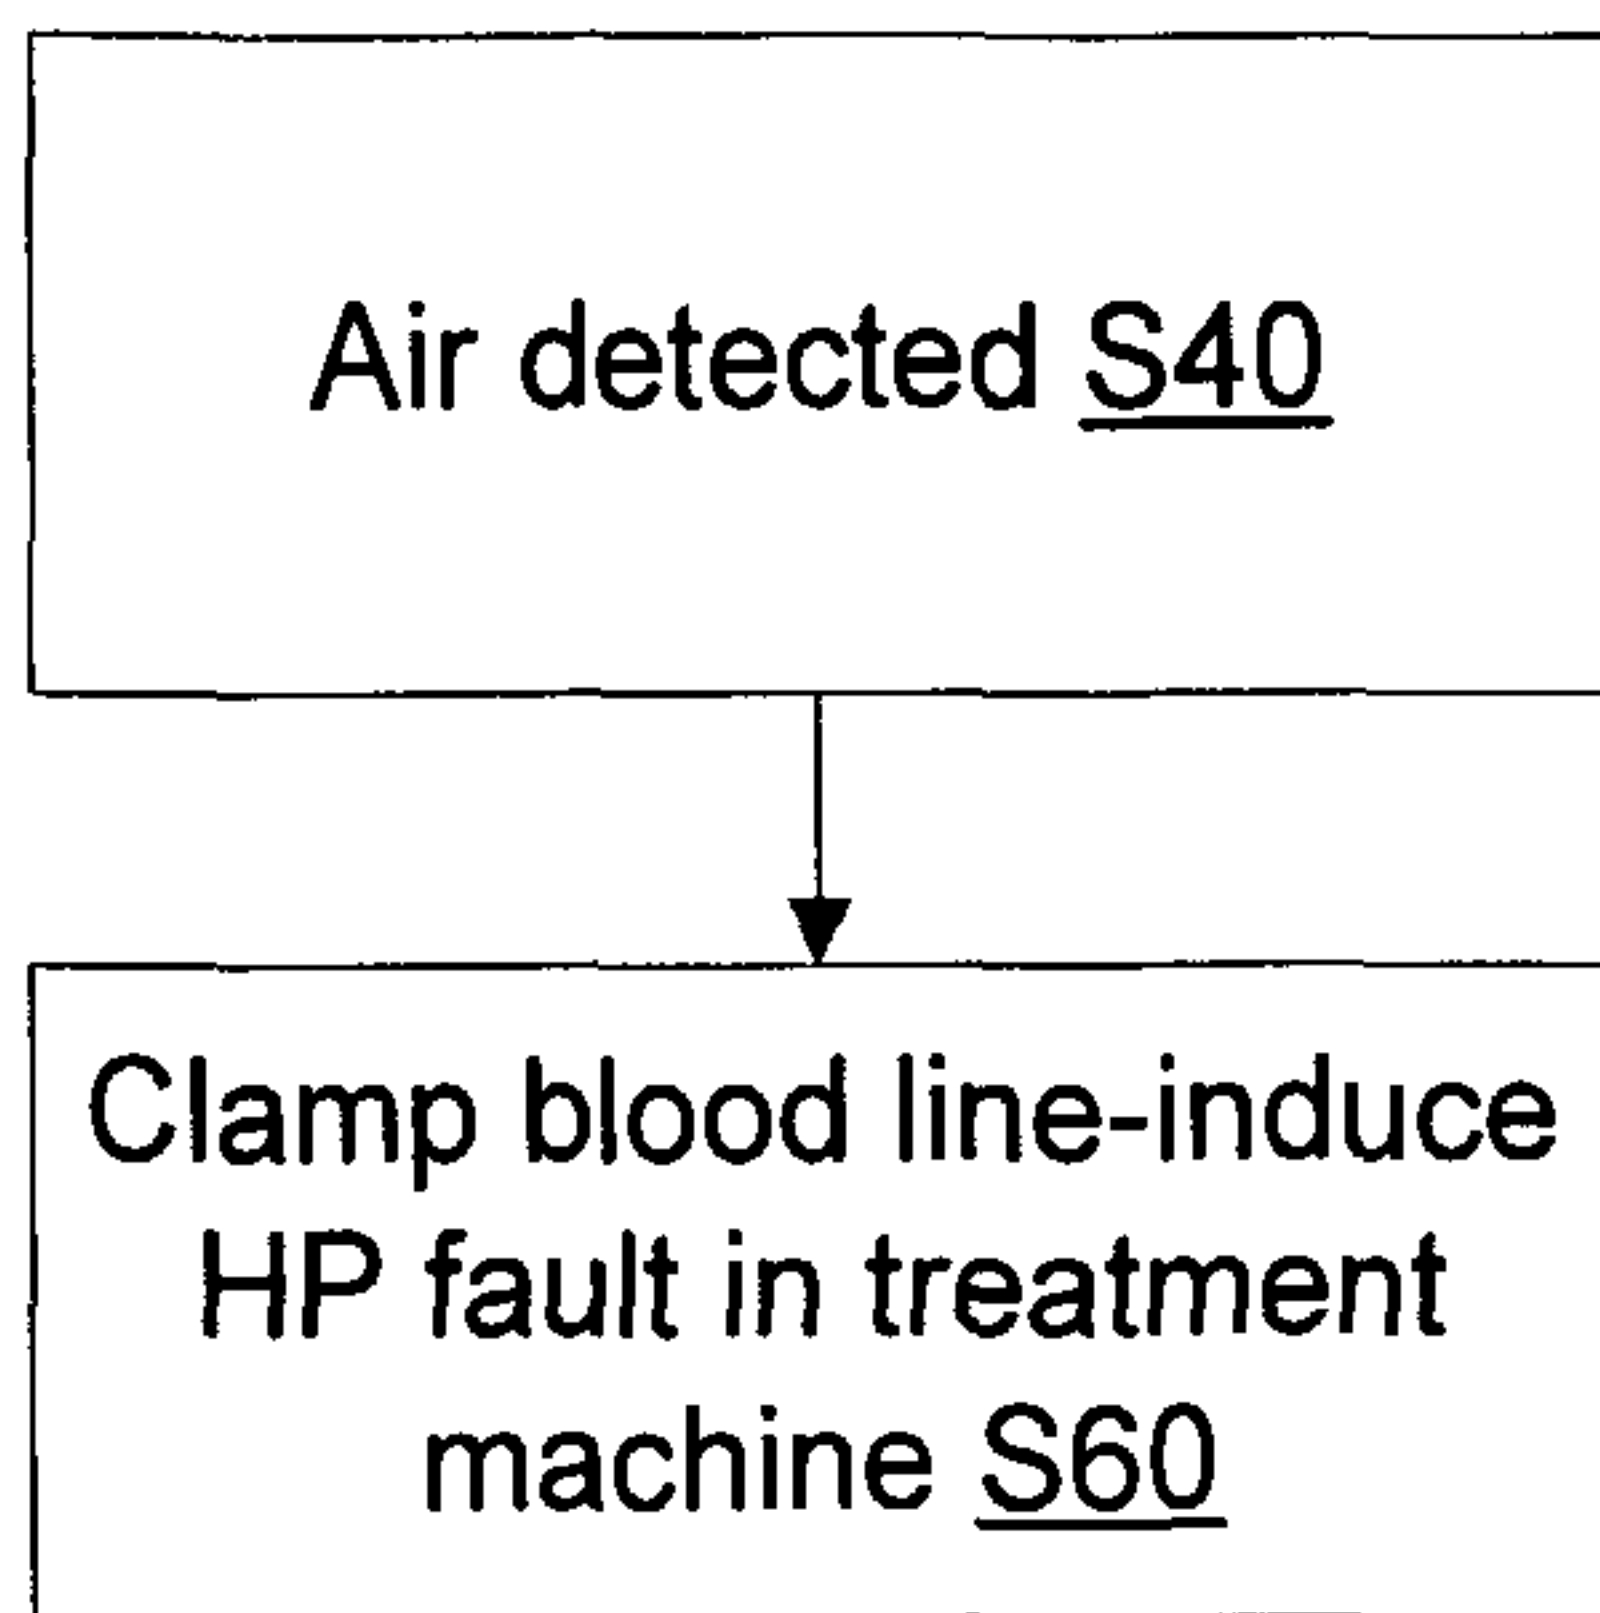 Air detected S40
Clamp blood line-induce
HP fault in treatment
machine S60